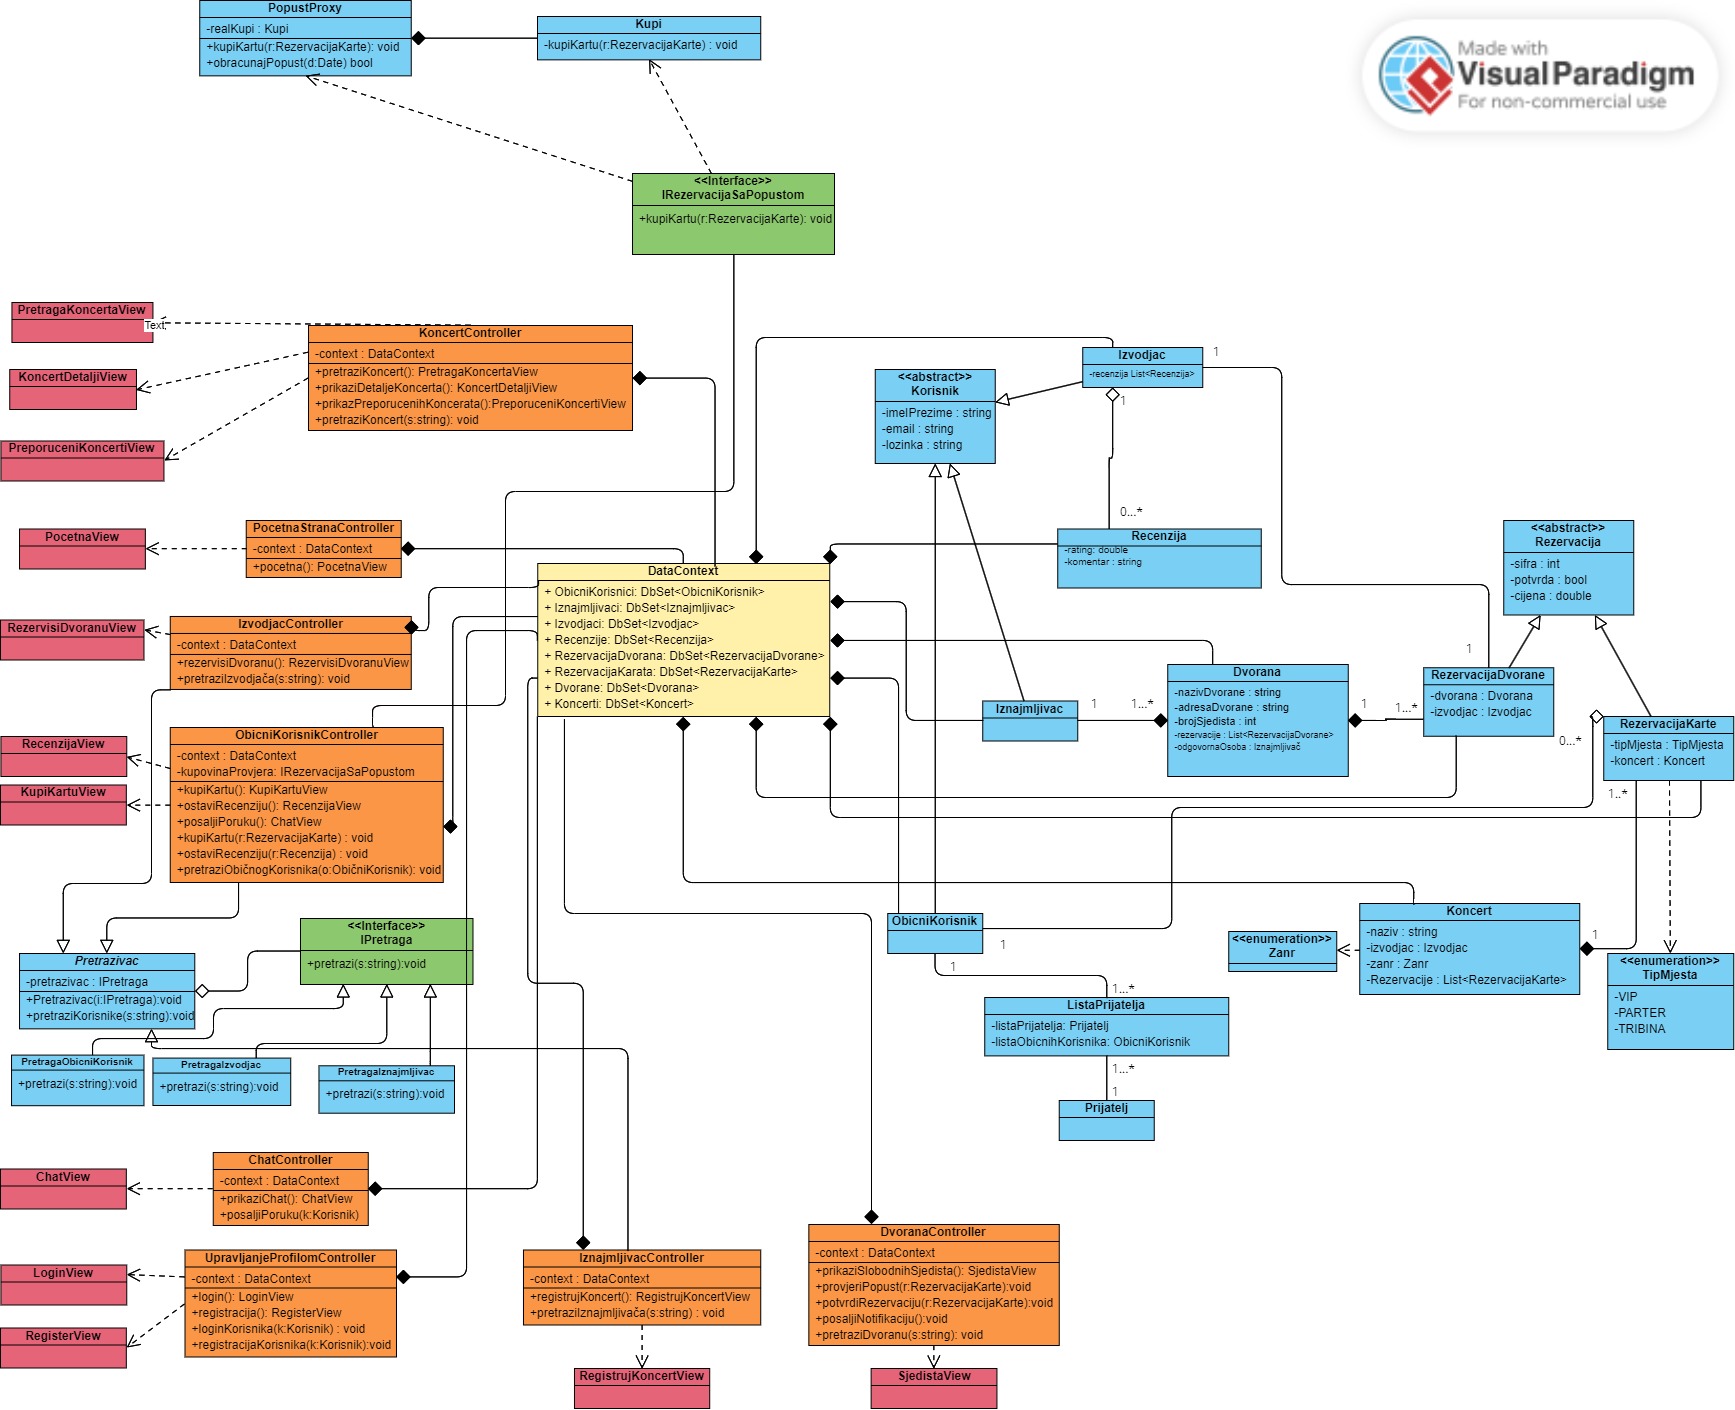 PopustProxy
-realKupi : Kupi
+kupiKartu(r:RezervacijaKarte): void
+obracunajPopust(d:Date) bool
Kupi
-kupiKartu(r:RezervacijaKarte) : void
Made with
Visual Paradigm
For non-commercial use
<<Interface>>
IRezervacijaSaPopustom
+kupiKartu(r:RezervacijaKarte): void
PretragaKoncertaView
Text
KoncertController
-context : DataContext
+pretraziKoncert(): PretragaKoncertaView
+prikaziDetaljeKoncerta(): KoncertDetaljiView
+prikazPreporucenihKoncerata():PreporuceniKoncertiView
+pretraziKoncert(s:string): void
KoncertDetaljiView
PreporuceniKoncertiView
Izvodjac
-recenzija List<Recenzija>
1
1
<<abstract>>
Korisnik
-imeIPrezime : string
-email : string
-lozinka : string
0...*
Recenzija
-rating: double
-komentar : string
<<abstract>>
Rezervacija
-sifra : int
-potvrda : bool
-cijena : double
PocetnaView
PocetnaStranaController
-context : DataContext
+pocetna(): PocetnaView
DataContext
+ ObicniKorisnici: DbSet<ObicniKorisnik>
+ Iznajmljivaci: DbSet<Iznajmljivac>
+ Izvodjaci: DbSet<Izvodjac>
+ Recenzije: DbSet<Recenzija>
+ RezervacijaDvorana: DbSet<RezervacijaDvorane>
+ RezervacijaKarata: DbSet<RezervacijaKarte>
+ Dvorane: DbSet<Dvorana>
+ Koncerti: DbSet<Koncert>
RezervisiDvoranuView
IzvodjacController
-context : DataContext
+rezervisiDvoranu(): RezervisiDvoranuView
+pretraziIzvodjača(s:string): void
Iznajmljivac
1
1...*
Dvorana
-nazivDvorane : string
-adresaDvorane : string
-brojSjedista : int
-rezervacije : List<RezervacijaDvorane>
-odgovornaOsoba : Iznajmljivač
1
1...*
1
RezervacijaDvorane
-dvorana : Dvorana
-izvodjac : Izvodjac
0...*
RezervacijaKarte
-tipMjesta : TipMjesta
-koncert : Koncert
1..*
RecenzijaView
KupiKartuView
ObicniKorisnikController
-context : DataContext
-kupovinaProvjera: IRezervacijaSaPopustom
+kupiKartu(): KupiKartuView
+ostaviRecenziju(): RecenzijaView
+posaljiPoruku(): ChatView
+kupiKartu(r:RezervacijaKarte) : void
+ostaviRecenziju(r:Recenzija) : void
+pretraziObičnogKorisnika(o:ObičniKorisnik): void
ObicniKorisnik
1
1
<<enumeration>>
Zanr
Koncert
-naziv : string
-izvodjac : Izvodjac
-zanr : Zanr
-Rezervacije : List<RezervacijaKarte>
1
<<enumeration>>
TipMjesta
-VIP
-PARTER
-TRIBINA
<<Interface>>
IPretraga
+pretrazi(s:string):void
Pretrazivac
-pretrazivac : IPretraga
+Pretrazivac(i:IPretraga):void
+pretraziKorisnike(s:string):void
1...*
ListaPrijatelja
-listaPrijatelja: Prijatelj
-listaObicnihKorisnika: ObicniKorisnik
1...*
1
Prijatelj
PretragaObicniKorisnik
+pretrazi(s:string):void
PretragaIzvodjac
+pretrazi(s:string):void
PretragaIznajmljivac
+pretrazi(s:string):void
ChatView
ChatController
-context : DataContext
+prikaziChat(): ChatView
+posaljiPoruku(k:Korisnik)
LoginView
RegisterView
UpravljanjeProfilomController
-context : DataContext
+login(): LoginView
+registracija(): RegisterView
+loginKorisnika(k:Korisnik) : void
+registracijaKorisnika(k:Korisnik):void
IznajmljivacController
-context : DataContext
+registrujKoncert(): RegistrujKoncertView
+pretraziIznajmljivača(s:string) : void
DvoranaController
-context : DataContext
+prikaziSlobodnihSjedista(): SjedistaView
+provjeriPopust(r:RezervacijaKarte):void
+potvrdiRezervaciju(r:RezervacijaKarte):void
+posaljiNotifikaciju():void
+pretraziDvoranu(s:string): void
RegistrujKoncertView
SjedistaView